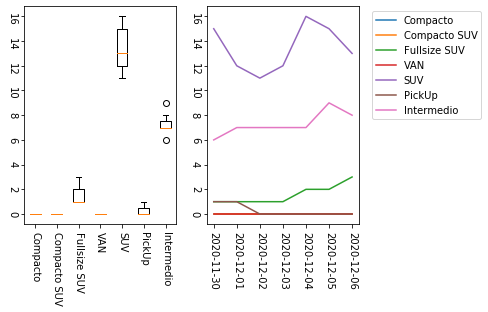 16
14
12
10
8
6
4
2
0
Compacto
Compacto SUV
Fullsize SUV
VAN
SUV
PickUp
Intermedio
16
14
12
10
8
6
4
2
0
2020-11-30
2020-12-01
2020-12-02
2020-12-03
2020-12-04
2020-12-05
2020-12-06
Compacto
Compacto SUV
Fullsize SUV
VAN
SUV
PickUp
Intermedio